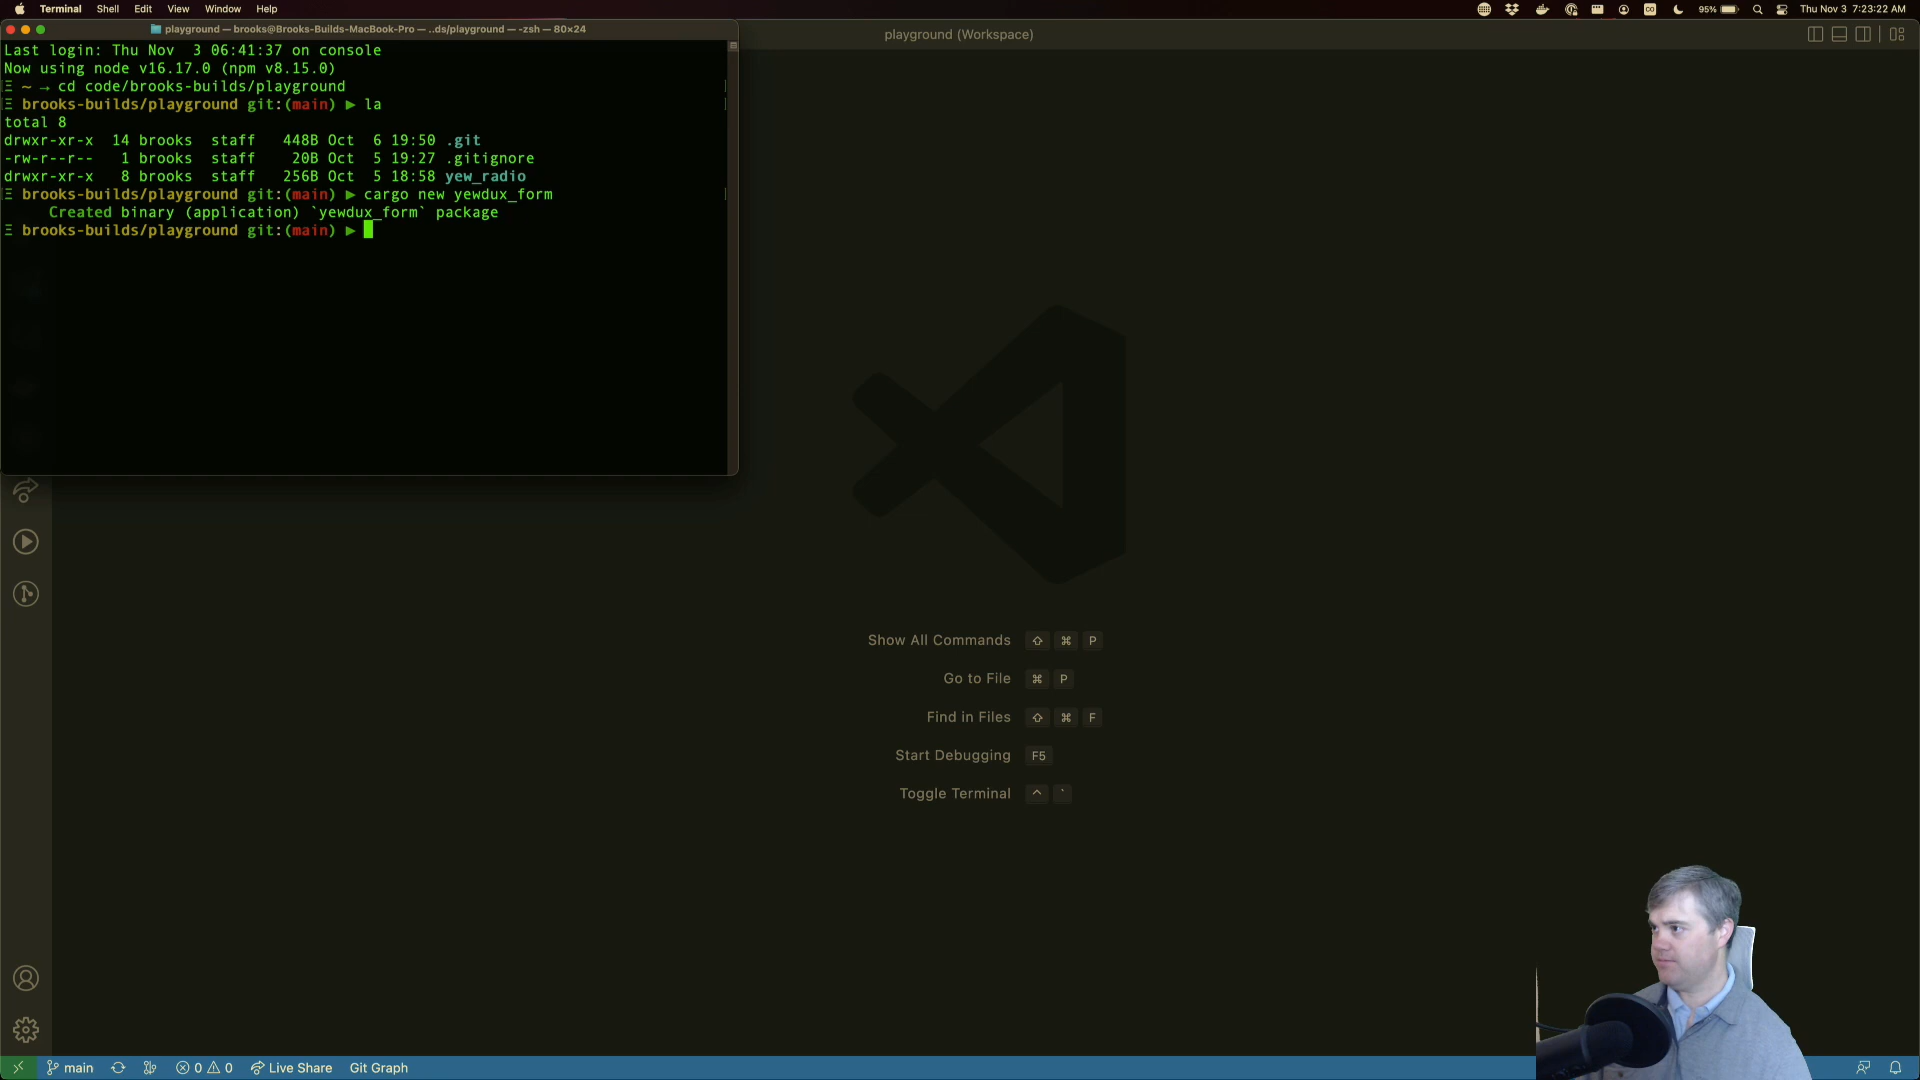 Terminal Shell Edit View Window Help
95% Thu Nov 3 7:23:22 AM
playground — brooks@Brooks-Builds-MacBook-Pro — ..ds/playground — -zsh — 80×24
playground (Workspace)
Last login: Thu Nov  3 06:41:37 on console
Now using node v16.17.0 (npm v8.15.0)
Ξ ~ → cd code/brooks-builds/playground
Ξ brooks-builds/playground git:(main) ▶ la
total 8
drwxr-xr-x  14 brooks  staff   448B Oct  6 19:50 .git
-rw-r--r--   1 brooks  staff    20B Oct  5 19:27 .gitignore
drwxr-xr-x   8 brooks  staff   256B Oct  5 18:58 yew_radio
Ξ brooks-builds/playground git:(main) ▶ cargo new yewdux_form
     Created binary (application) `yewdux_form` package
Ξ brooks-builds/playground git:(main) ▶
Show All Commands ⇧ ⌘ P
Go to File ⌘ P
Find in Files ⇧ ⌘ F
Start Debugging F5
Toggle Terminal ^ `
main 0 0 Live Share Git Graph